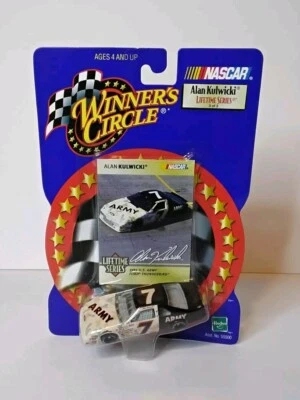 AGES 4 AND UP
NASCAR
Alan Kulwicki
LIFETIME SERIES
WINNER'S
CIRCLE
ALAN KULWICKI
NASCAR
7
ARMY
LIFETIME
SERIES
7
ARMY
7
ARMY
Hasbro